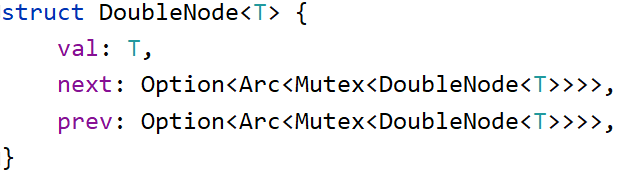 struct DoubleNode<T> {
    val: T,
    next: Option<Arc<Mutex<DoubleNode<T>>>>,
    prev: Option<Arc<Mutex<DoubleNode<T>>>>,
}